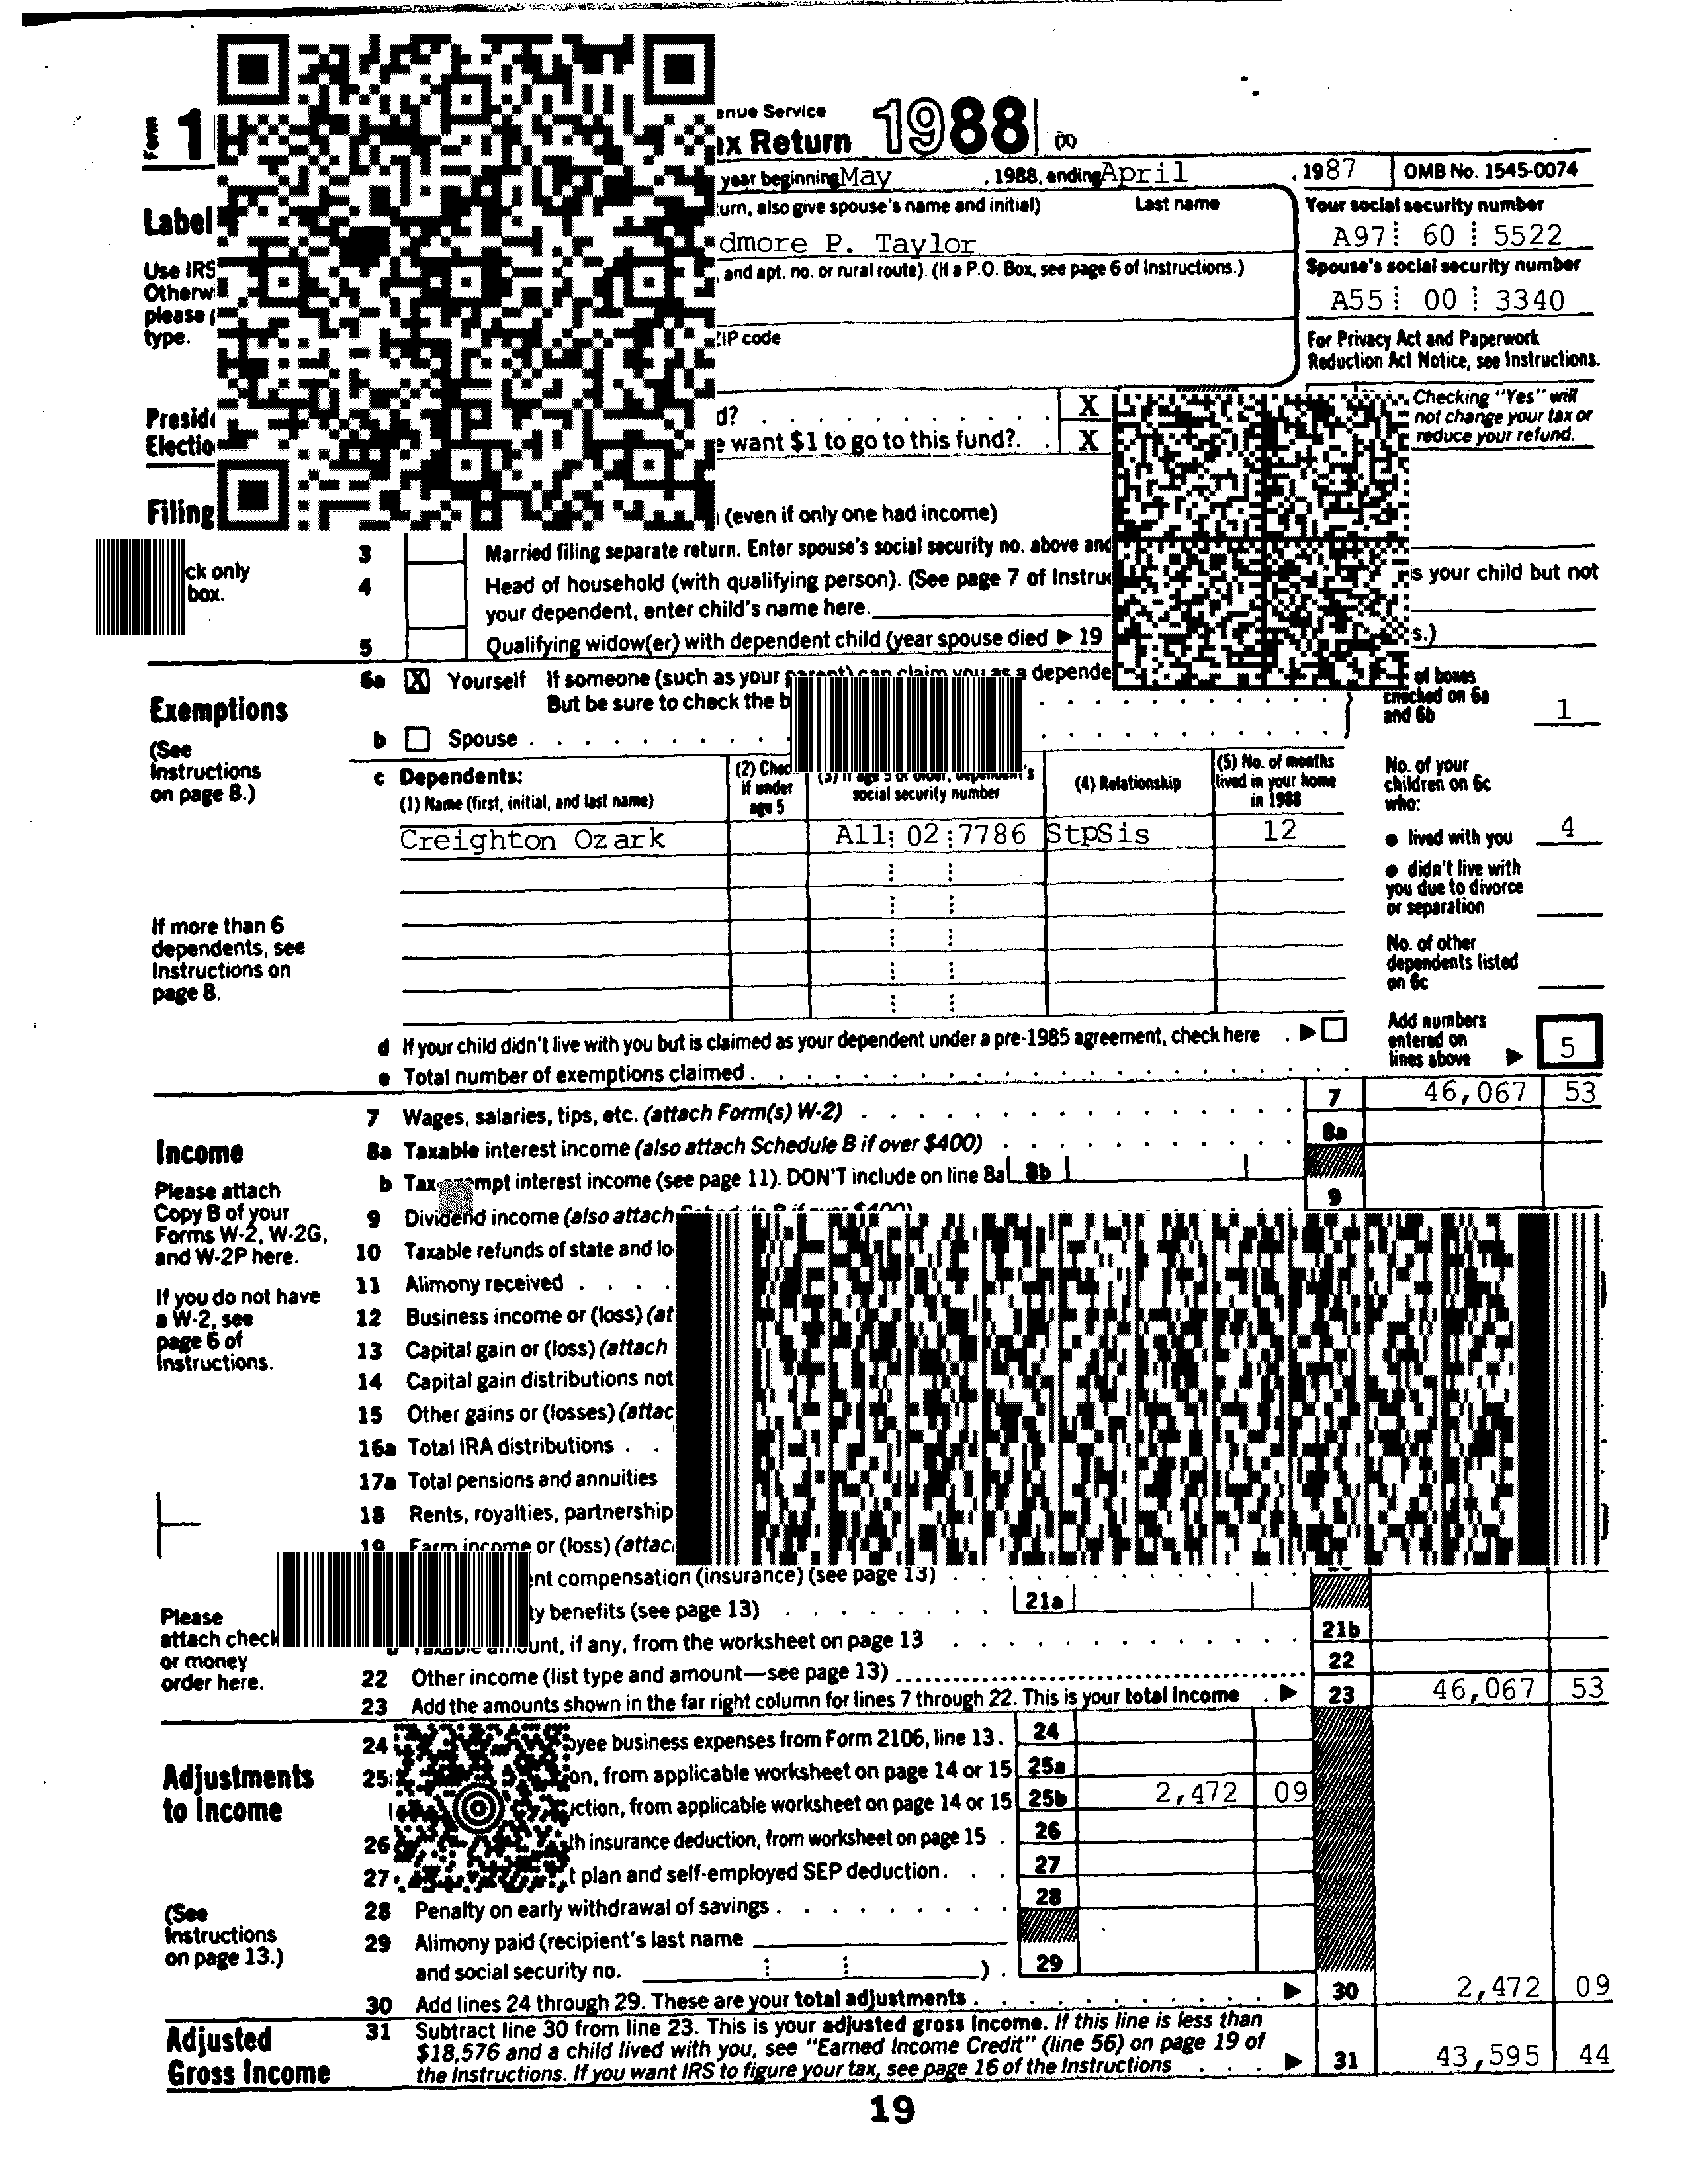 Form 1
enue Service
ax Return 1988 (X)
year beginning May , 1988, ending April , 1987 OMB No. 1545-0074
Label
urn, also give spouse's name and initial) Last name
Your social security number
dmore P. Taylor
A97 60 5522
Use IRS
Otherw
please
type.
, and apt. no. or rural route). (If a P.O. Box, see page 6 of Instructions.)
Spouse's social security number
A55 00 3340
ZIP code
For Privacy Act and Paperwork
Reduction Act Notice, see Instructions.
Preside
Electio
d? X
e want $1 to go to this fund? X
Checking "Yes" will
not change your tax or
reduce your refund.
Filing
(even if only one had income)
ck only
box.
3 Married filing separate return. Enter spouse's social security no. above and
4 Head of household (with qualifying person). (See page 7 of Instruc
is your child but not
your dependent, enter child's name here.
5 Qualifying widow(er) with dependent child (year spouse died ▶ 19
s.)
Exemptions
(See
Instructions
on page 8.)
6a X Yourself If someone (such as your parent) can claim you as a depende
But be sure to check the b
of boxes
checked on 6a
and 6b 1
b Spouse
c Dependents:
(1) Name (first, initial, and last name)
(2) Chec
if under
age 5
(3) If age 5 or older, dependent's
social security number
(4) Relationship
(5) No. of months
lived in your home
in 1988
No. of your
children on 6c
who:
Creighton Ozark A11 02 7786 StpSis 12
● lived with you 4
● didn't live with
you due to divorce
or separation
If more than 6
dependents, see
Instructions on
page 8.
No. of other
dependents listed
on 6c
d If your child didn't live with you but is claimed as your dependent under a pre-1985 agreement, check here . ▶
e Total number of exemptions claimed
Add numbers
entered on
lines above ▶ 5
Income
Please attach
Copy B of your
Forms W-2, W-2G,
and W-2P here.
If you do not have
a W-2, see
page 6 of
Instructions.
7 Wages, salaries, tips, etc. (attach Form(s) W-2) 7 46,067 53
8a Taxable interest income (also attach Schedule B if over $400) 8a
b Tax empt interest income (see page 11). DON'T include on line 8a 8b
9 Dividend income (also attach 9
10 Taxable refunds of state and lo
11 Alimony received
12 Business income or (loss) (at
13 Capital gain or (loss) (attach
14 Capital gain distributions not
15 Other gains or (losses) (attac
16a Total IRA distributions
17a Total pensions and annuities
18 Rents, royalties, partnership
19 Farm income or (loss) (attac
ent compensation (insurance) (see page 13)
ty benefits (see page 13) 21a
Please
attach check
or money
order here.
b Taxable amount, if any, from the worksheet on page 13 21b
22 Other income (list type and amount—see page 13) 22
23 Add the amounts shown in the far right column for lines 7 through 22. This is your total income . ▶ 23 46,067 53
Adjustments
to Income
(See
Instructions
on page 13.)
24 oyee business expenses from Form 2106, line 13 . 24
25 on, from applicable worksheet on page 14 or 15 25a
uction, from applicable worksheet on page 14 or 15 25b 2,472 09
26 th insurance deduction, from worksheet on page 15 . 26
27 t plan and self-employed SEP deduction 27
28 Penalty on early withdrawal of savings 28
29 Alimony paid (recipient's last name
and social security no. ) . 29
30 Add lines 24 through 29. These are your total adjustments ▶ 30 2,472 09
Adjusted
Gross Income
31 Subtract line 30 from line 23. This is your adjusted gross income. If this line is less than
$18,576 and a child lived with you, see "Earned Income Credit" (line 56) on page 19 of
the Instructions. If you want IRS to figure your tax, see page 16 of the Instructions ▶ 31 43,595 44
19